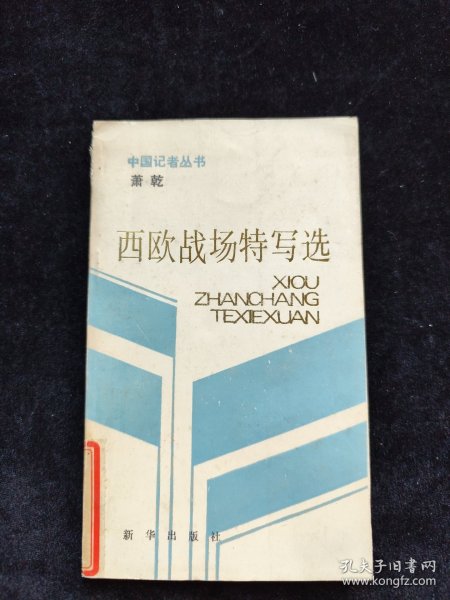 中国记者丛书
萧乾
西欧战场特写选
XIOU
ZHANCHANG
TEXIEXUAN
新华出版社
孔夫子旧书网
www.kongfz.com